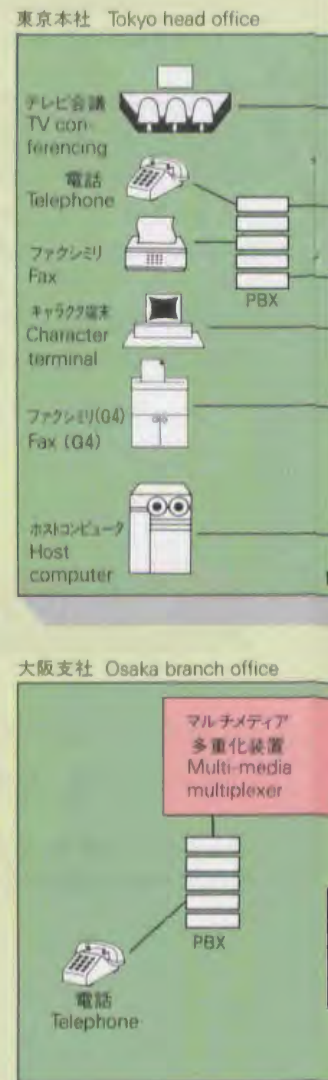 東京本社 Tokyo head office
テレビ会議
TV con-
ferencing
電話
Telephone
ファクシミリ
Fax
PBX
キャラクタ端末
Character
terminal
ファクシミリ(G4)
Fax (G4)
ホストコンピュータ
Host
computer
大阪支社 Osaka branch office
マルチメディア
多重化装置
Multi-media
multiplexer
PBX
電話
Telephone